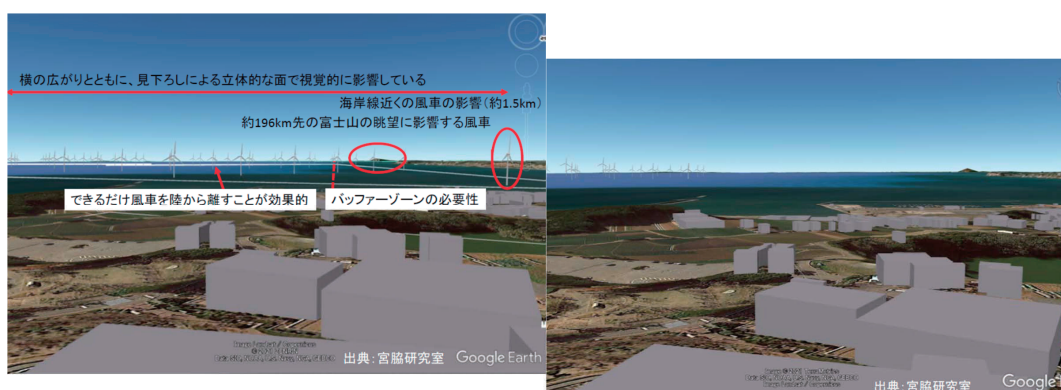 横の広がりとともに、見下ろしによる立体的な面で視覚的に影響している
海岸線近くの風車の影響(約1.5km)
約196km先の富士山の眺望に影響する風車
できるだけ風車を陸から離すことが効果的
バッファーゾーンの必要性
出典:宮脇研究室 Google Earth
出典:宮脇研究室 Google